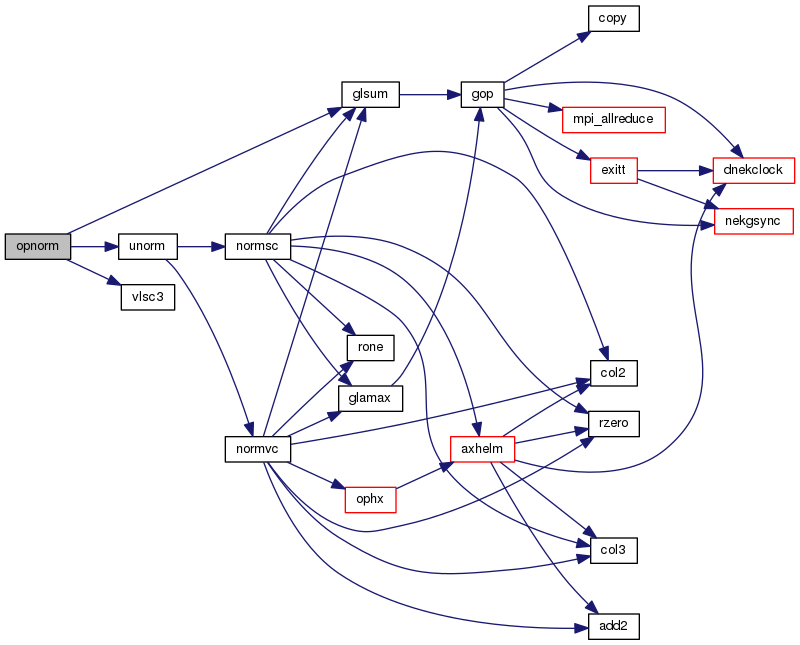 copy
glsum
gop
mpi_allreduce
exitt
dnekclock
nekgsync
opnorm
unorm
normsc
vlsc3
rone
col2
glamax
rzero
normvc
axhelm
ophx
col3
add2